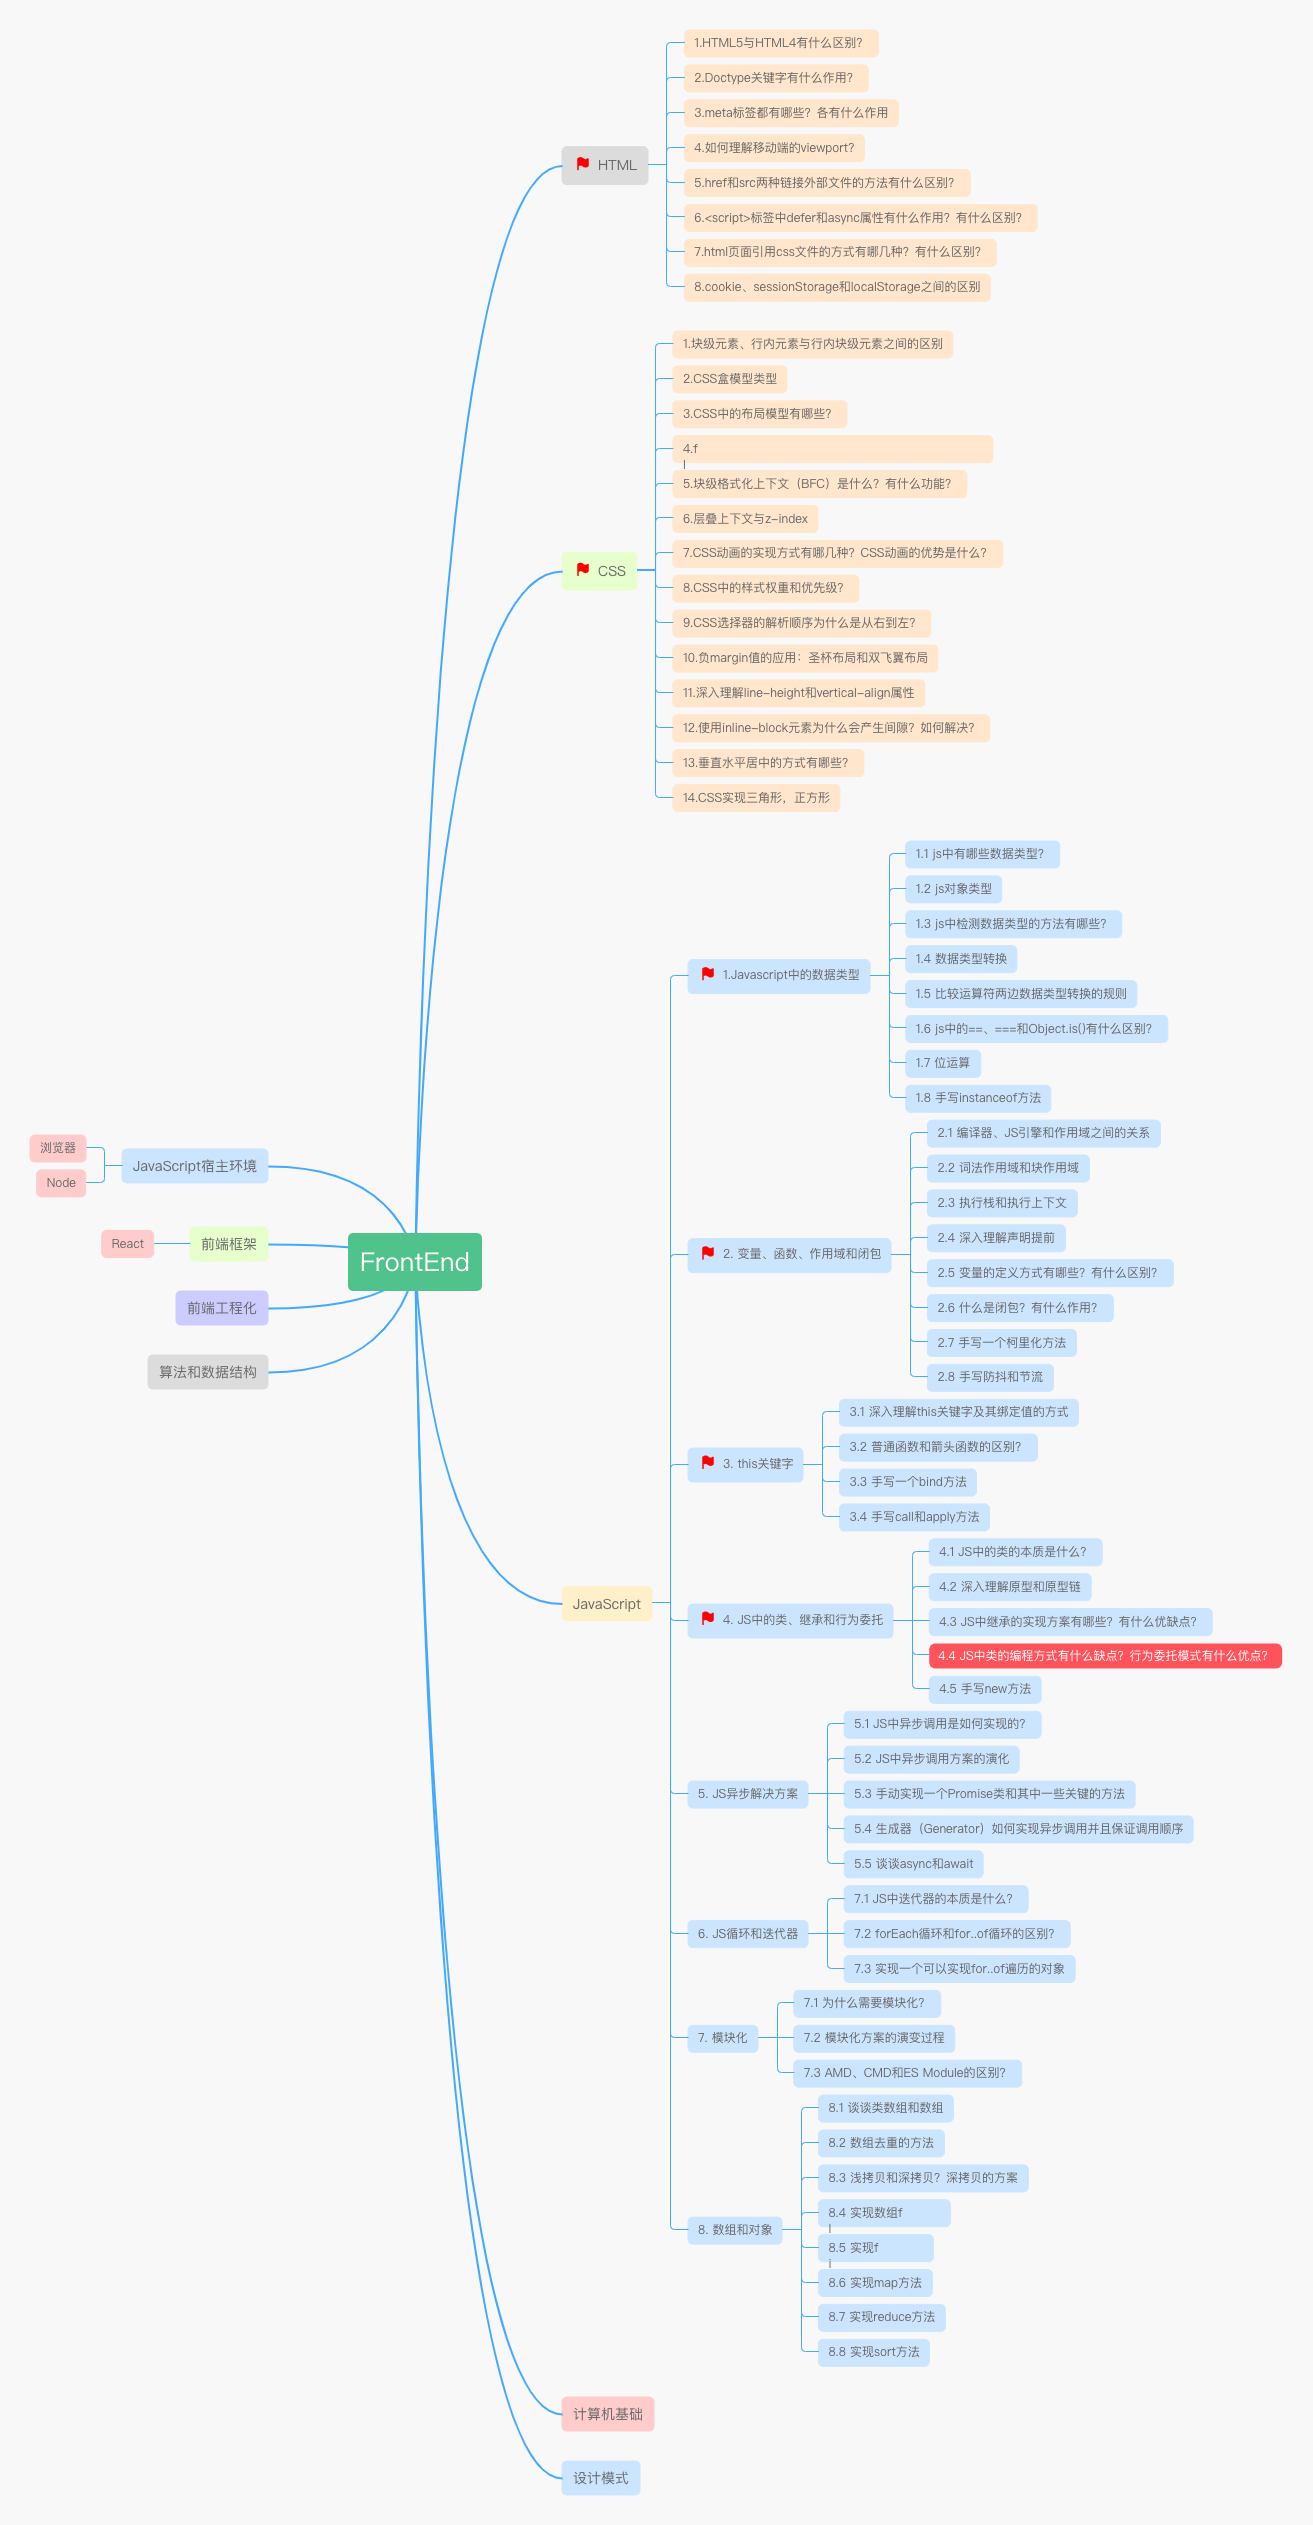 FrontEnd
HTML
1.HTML5与HTML4有什么区别？
2.Doctype关键字有什么作用？
3.meta标签都有哪些？各有什么作用
4.如何理解移动端的viewport？
5.href和src两种链接外部文件的方法有什么区别？
6.<script>标签中defer和async属性有什么作用？有什么区别？
7.html页面引用css文件的方式有哪几种？有什么区别？
8.cookie、sessionStorage和localStorage之间的区别
CSS
1.块级元素、行内元素与行内块级元素之间的区别
2.CSS盒模型类型
3.CSS中的布局模型有哪些？
4.f
5.块级格式化上下文（BFC）是什么？有什么功能？
6.层叠上下文与z-index
7.CSS动画的实现方式有哪几种？CSS动画的优势是什么？
8.CSS中的样式权重和优先级？
9.CSS选择器的解析顺序为什么是从右到左？
10.负margin值的应用：圣杯布局和双飞翼布局
11.深入理解line-height和vertical-align属性
12.使用inline-block元素为什么会产生间隙？如何解决？
13.垂直水平居中的方式有哪些？
14.CSS实现三角形，正方形
JavaScript
1.Javascript中的数据类型
1.1 js中有哪些数据类型？
1.2 js对象类型
1.3 js中检测数据类型的方法有哪些？
1.4 数据类型转换
1.5 比较运算符两边数据类型转换的规则
1.6 js中的==、===和Object.is()有什么区别？
1.7 位运算
1.8 手写instanceof方法
2. 变量、函数、作用域和闭包
2.1 编译器、JS引擎和作用域之间的关系
2.2 词法作用域和块作用域
2.3 执行栈和执行上下文
2.4 深入理解声明提前
2.5 变量的定义方式有哪些？有什么区别？
2.6 什么是闭包？有什么作用？
2.7 手写一个柯里化方法
2.8 手写防抖和节流
3. this关键字
3.1 深入理解this关键字及其绑定值的方式
3.2 普通函数和箭头函数的区别？
3.3 手写一个bind方法
3.4 手写call和apply方法
4. JS中的类、继承和行为委托
4.1 JS中的类的本质是什么？
4.2 深入理解原型和原型链
4.3 JS中继承的实现方案有哪些？有什么优缺点？
4.4 JS中类的编程方式有什么缺点？行为委托模式有什么优点？
4.5 手写new方法
5. JS异步解决方案
5.1 JS中异步调用是如何实现的？
5.2 JS中异步调用方案的演化
5.3 手动实现一个Promise类和其中一些关键的方法
5.4 生成器（Generator）如何实现异步调用并且保证调用顺序
5.5 谈谈async和await
6. JS循环和迭代器
7.1 JS中迭代器的本质是什么？
7.2 forEach循环和for..of循环的区别？
7.3 实现一个可以实现for..of遍历的对象
7. 模块化
7.1 为什么需要模块化？
7.2 模块化方案的演变过程
7.3 AMD、CMD和ES Module的区别？
8. 数组和对象
8.1 谈谈类数组和数组
8.2 数组去重的方法
8.3 浅拷贝和深拷贝？深拷贝的方案
8.4 实现数组f
8.5 实现f
8.6 实现map方法
8.7 实现reduce方法
8.8 实现sort方法
计算机基础
设计模式
JavaScript宿主环境
浏览器
Node
前端框架
React
前端工程化
算法和数据结构